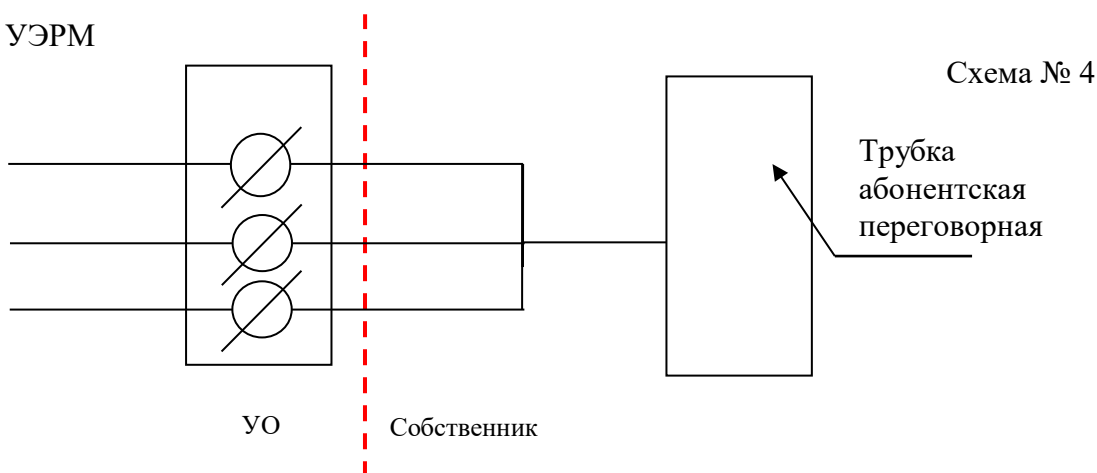 УЭРМ
Схема № 4
Трубка
абонентская
переговорная
УО
Собственник